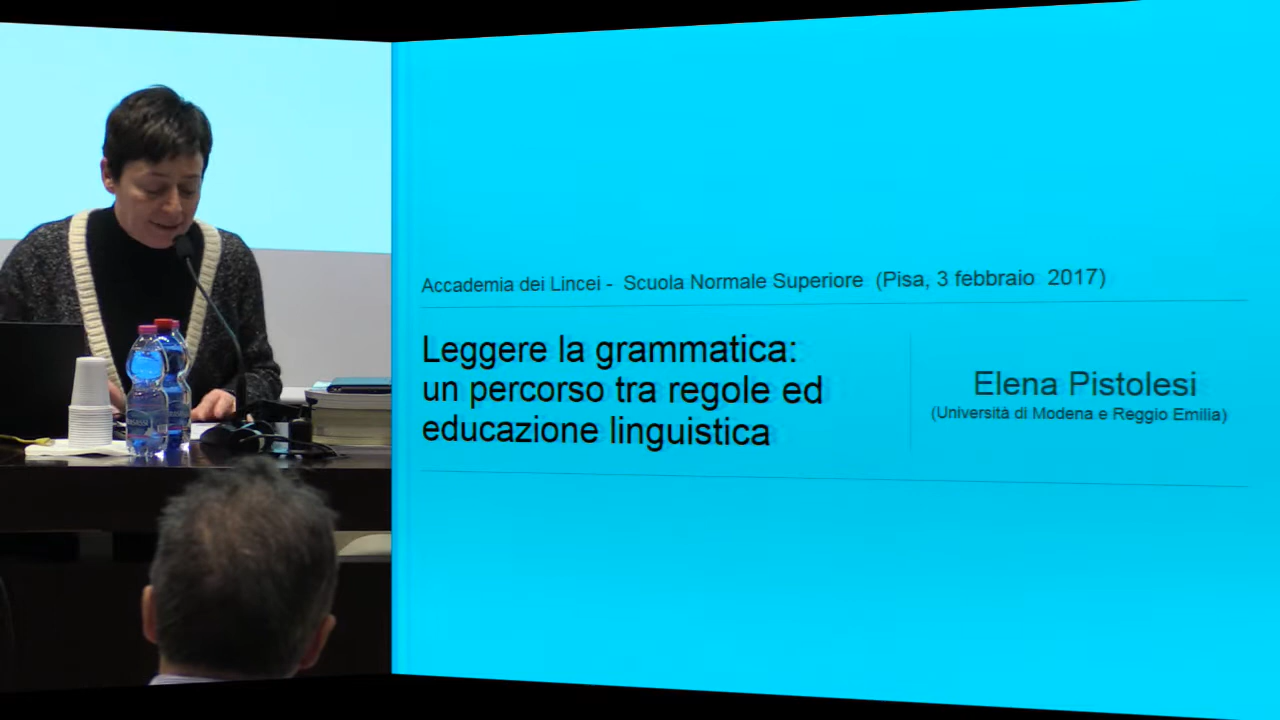 Accademia dei Lincei - Scuola Normale Superiore (Pisa, 3 febbraio 2017)
Leggere la grammatica:
un percorso tra regole ed
educazione linguistica
Elena Pistolesi
(Università di Modena e Reggio Emilia)